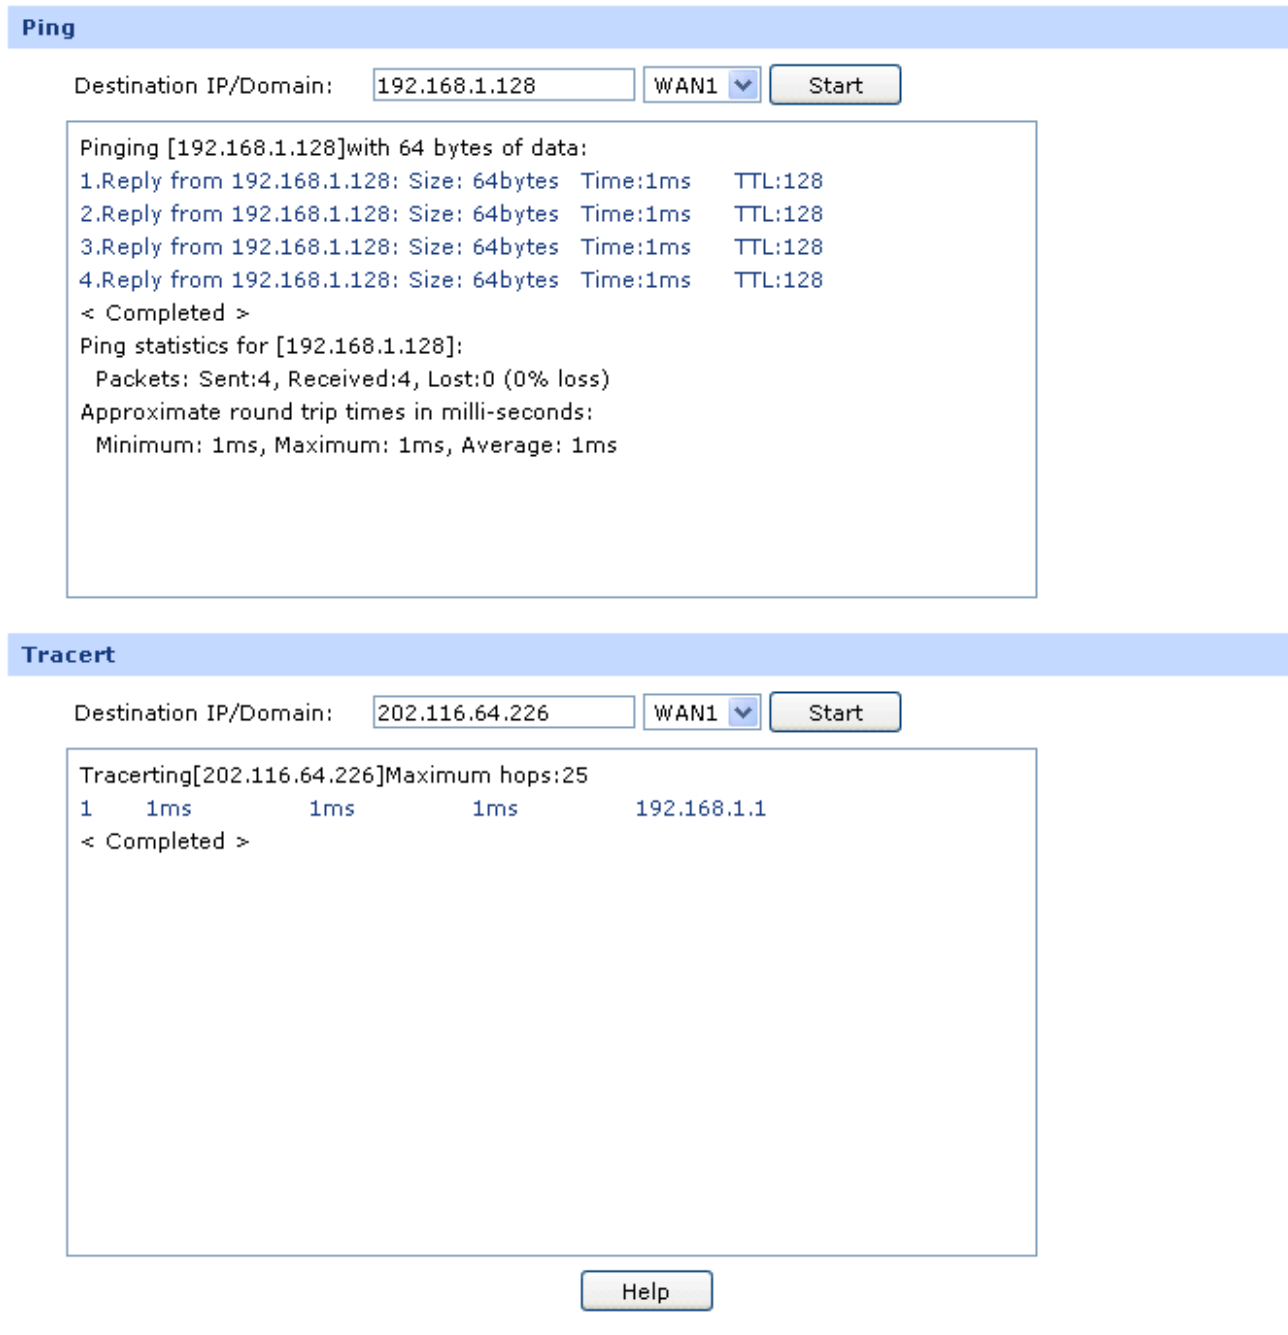 Ping
Destination IP/Domain: 192.168.1.128 WAN1 Start
Pinging [192.168.1.128]with 64 bytes of data:
1.Reply from 192.168.1.128: Size: 64bytes Time:1ms TTL:128
2.Reply from 192.168.1.128: Size: 64bytes Time:1ms TTL:128
3.Reply from 192.168.1.128: Size: 64bytes Time:1ms TTL:128
4.Reply from 192.168.1.128: Size: 64bytes Time:1ms TTL:128
< Completed >
Ping statistics for [192.168.1.128]:
Packets: Sent:4, Received:4, Lost:0 (0% loss)
Approximate round trip times in milli-seconds:
Minimum: 1ms, Maximum: 1ms, Average: 1ms
Tracert
Destination IP/Domain: 202.116.64.226 WAN1 Start
Tracerting[202.116.64.226]Maximum hops:25
1 1ms 1ms 1ms 192.168.1.1
< Completed >
Help